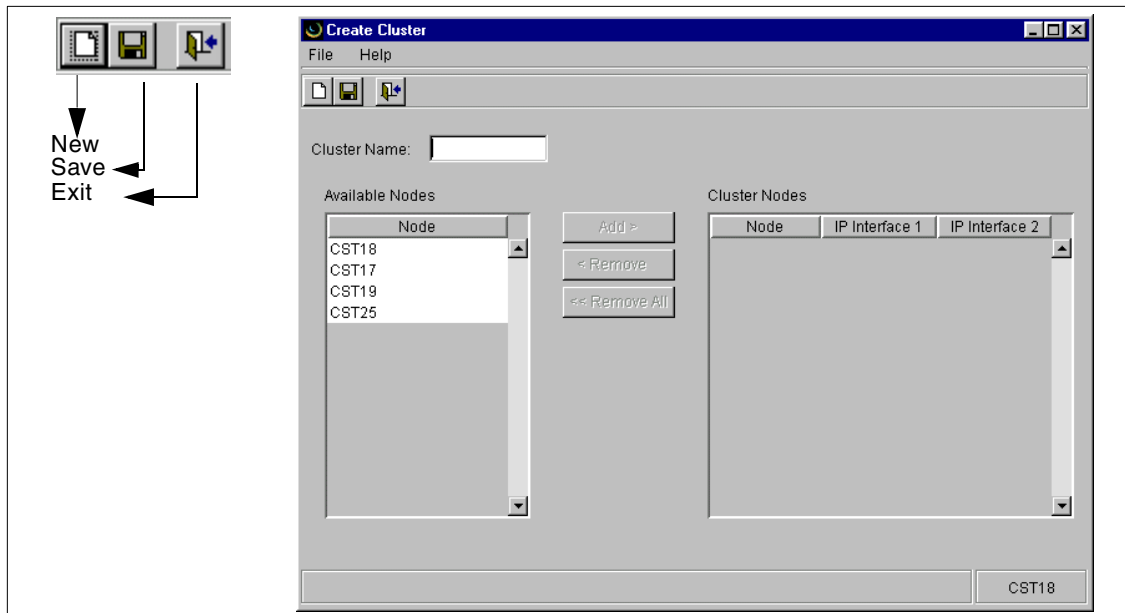 New
Save
Exit
Create Cluster
File Help
Cluster Name:
Available Nodes
Node
CST18
CST17
CST19
CST25
Add >
< Remove
<< Remove All
Cluster Nodes
Node IP Interface 1 IP Interface 2
CST18